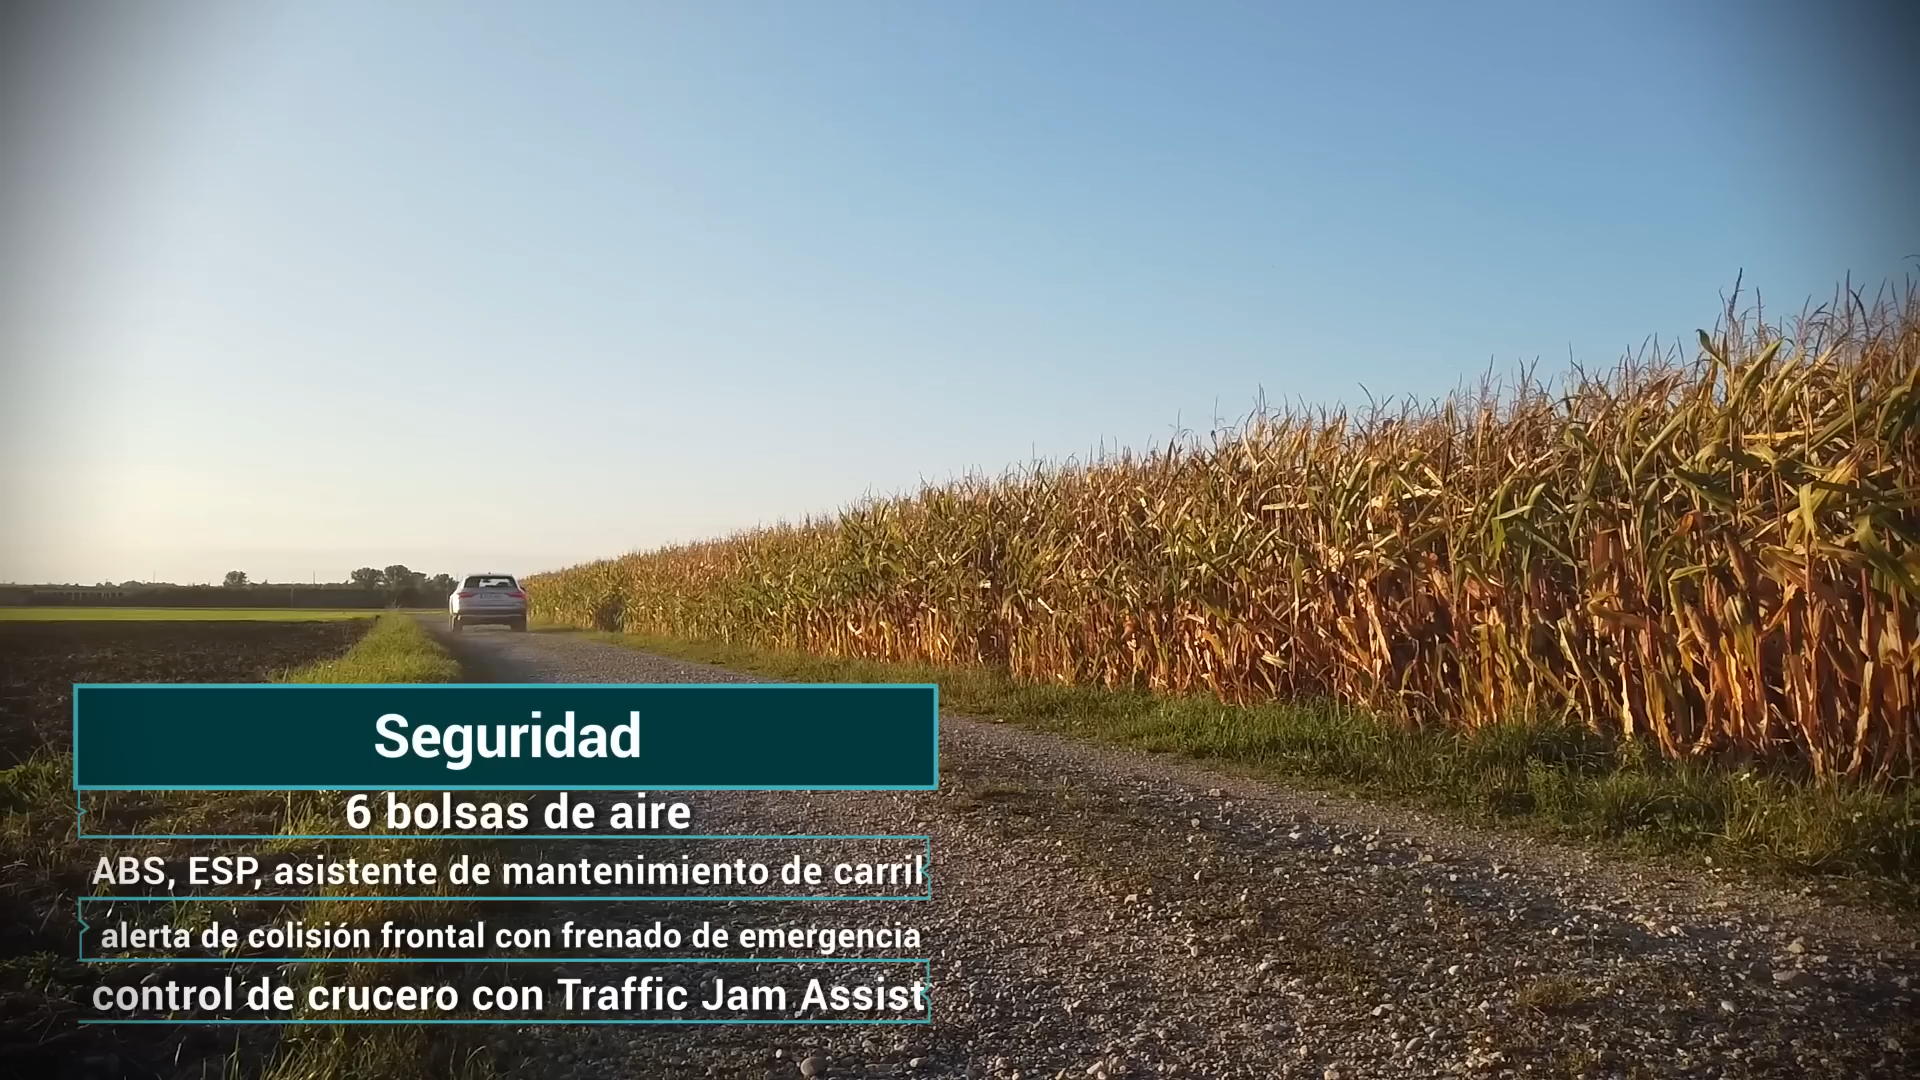 Seguridad
6 bolsas de aire
ABS, ESP, asistente de mantenimiento de carril
alerta de colisión frontal con frenado de emergencia
control de crucero con Traffic Jam Assist